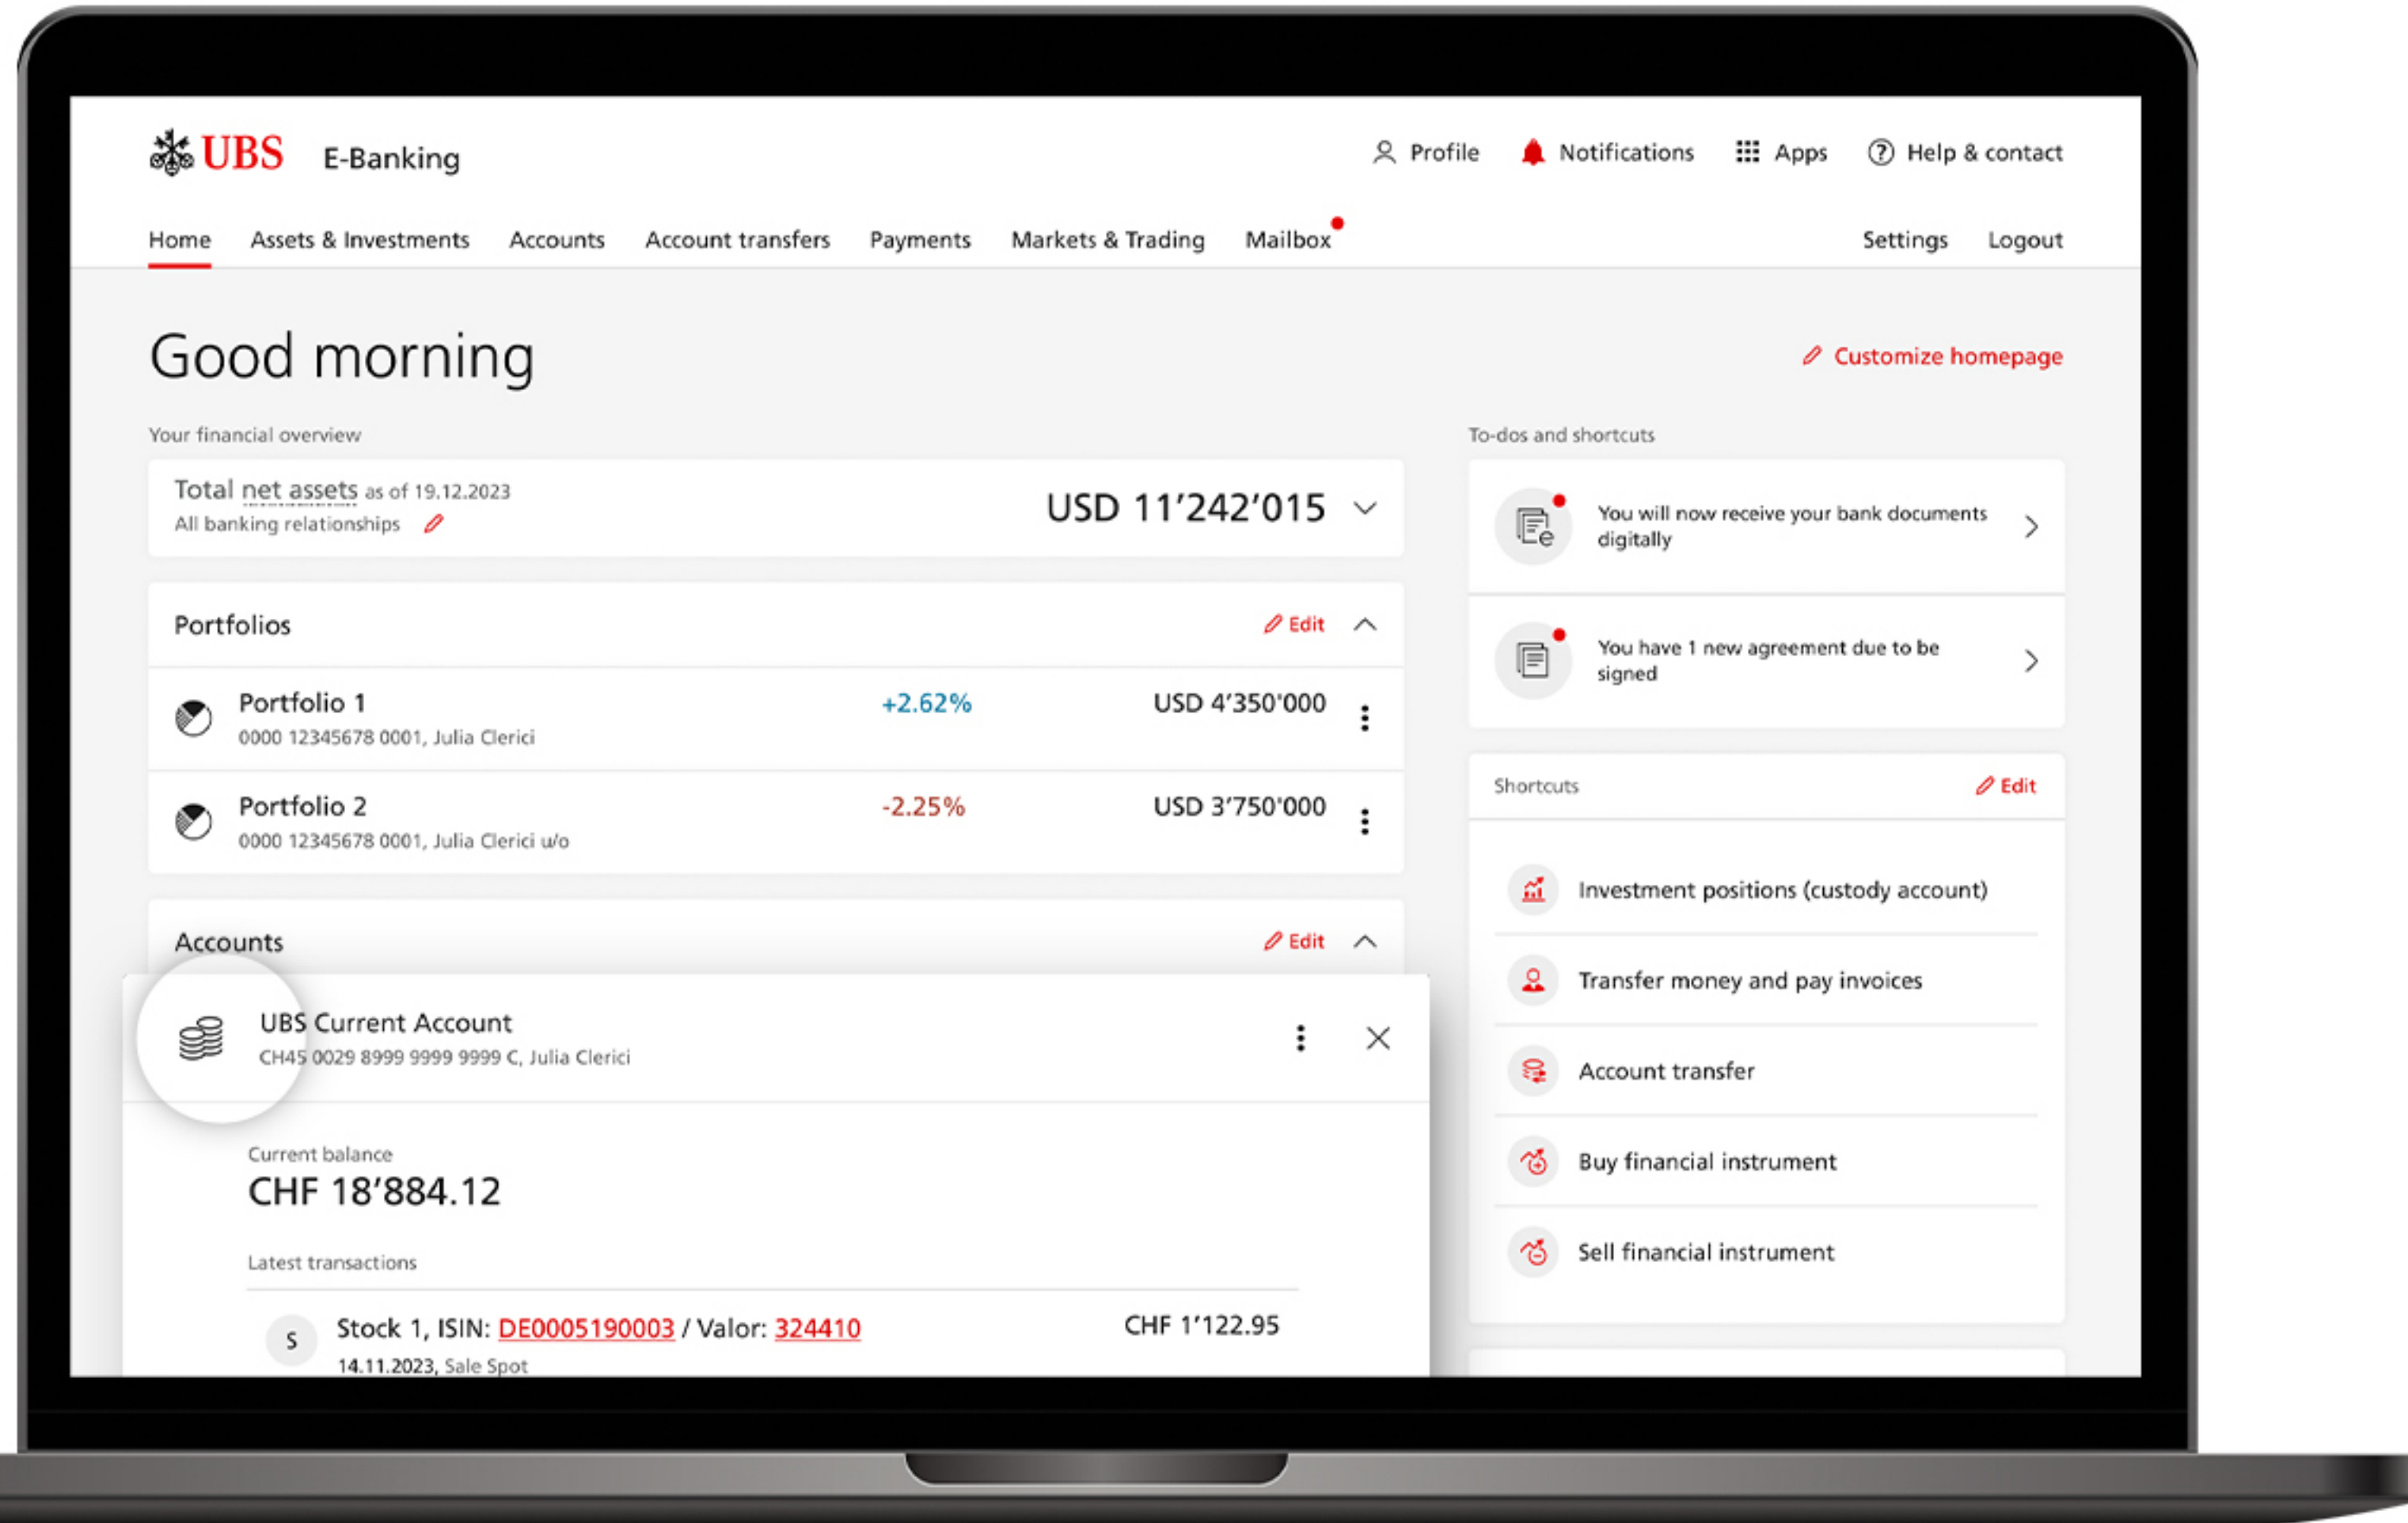 UBS E-Banking
Profile Notifications Apps Help & contact
Home Assets & Investments Accounts Account transfers Payments Markets & Trading Mailbox Settings Logout
Good morning
Customize homepage
Your financial overview
Total net assets as of 19.12.2023
All banking relationships
USD 11’242’015
Portfolios
Edit
Portfolio 1
0000 12345678 0001, Julia Clerici
+2.62%
USD 4’350'000
Portfolio 2
0000 12345678 0001, Julia Clerici u/o
-2.25%
USD 3’750'000
Accounts
Edit
UBS Current Account
CH45 0029 8999 9999 9999 C, Julia Clerici
Current balance
CHF 18’884.12
Latest transactions
S
Stock 1, ISIN: DE0005190003 / Valor: 324410
CHF 1’122.95
14.11.2023, Sale Spot
To-dos and shortcuts
You will now receive your bank documents
digitally
You have 1 new agreement due to be
signed
Shortcuts
Edit
Investment positions (custody account)
Transfer money and pay invoices
Account transfer
Buy financial instrument
Sell financial instrument